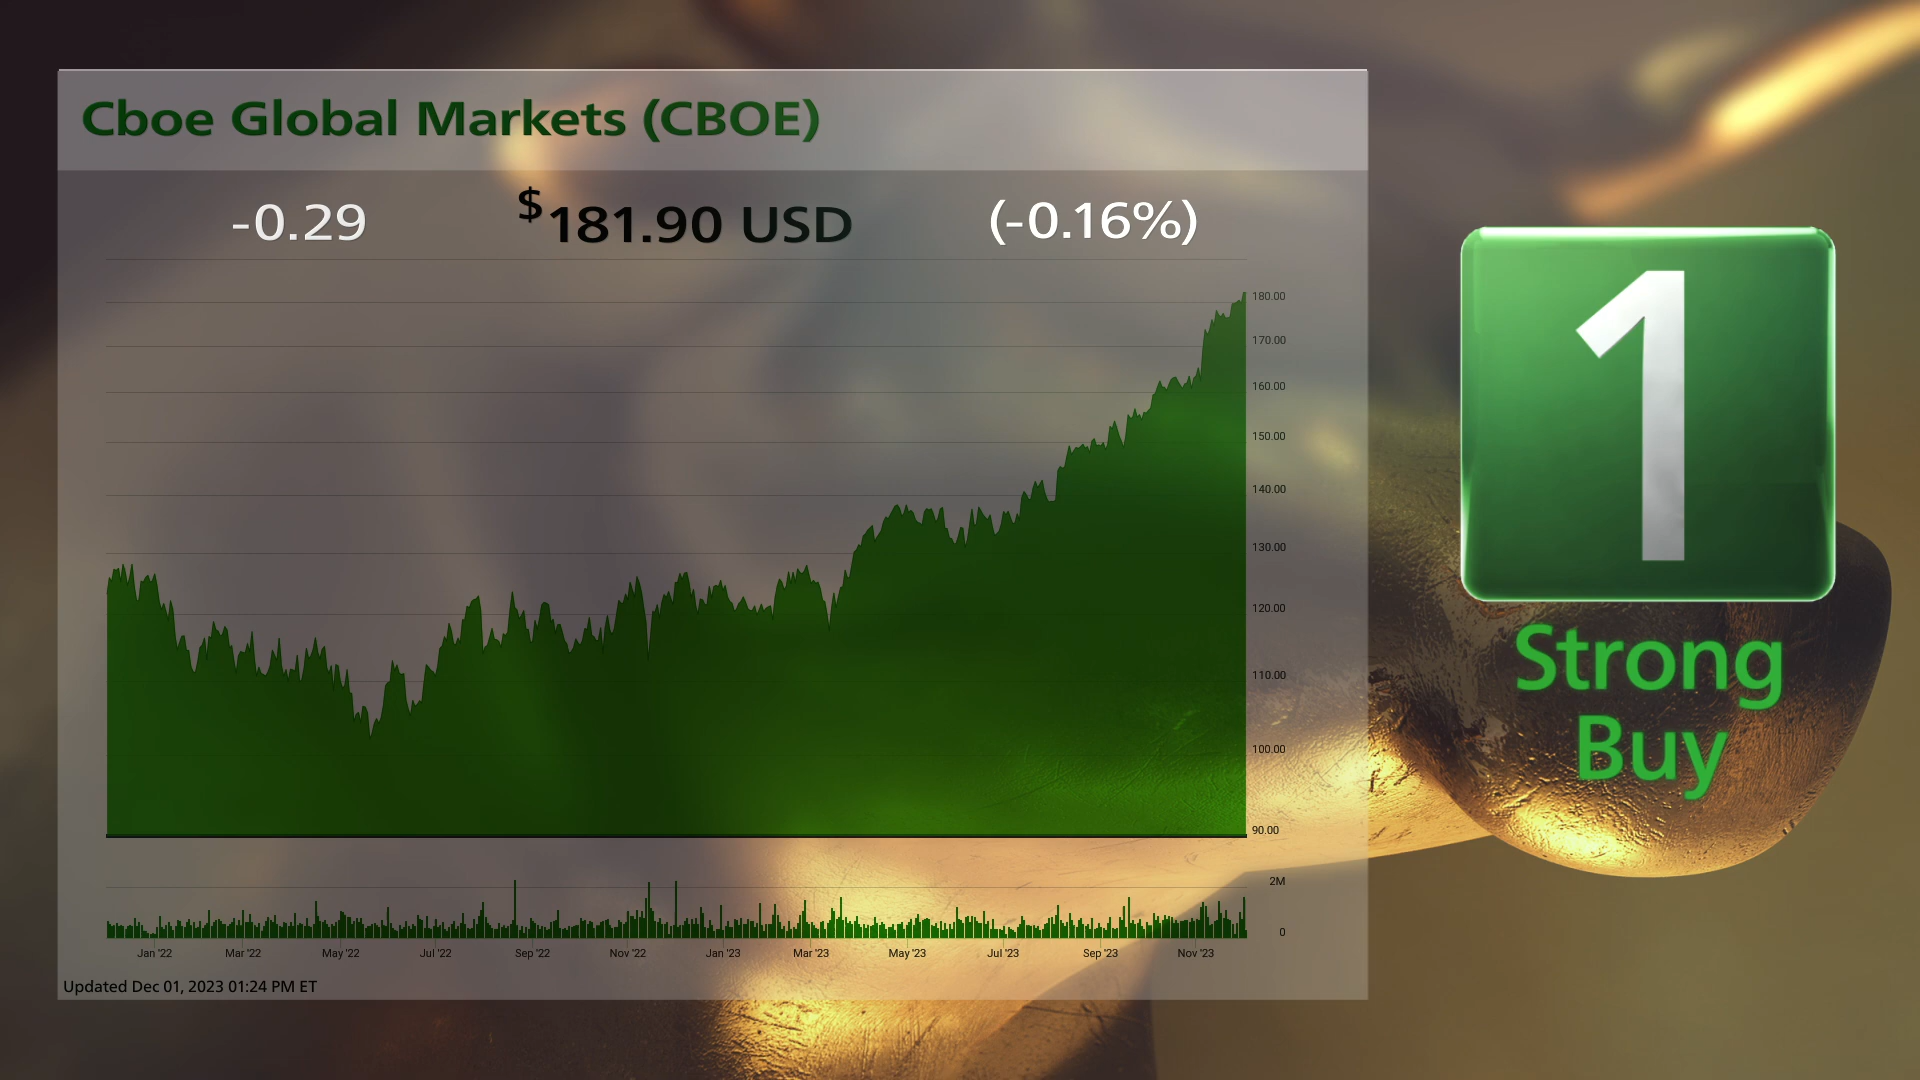 Cboe Global Markets (CBOE)
-0.29 $181.90 USD (-0.16%)
180.00
170.00
160.00
150.00
140.00
130.00
120.00
110.00
100.00
90.00
2M
0
Jan '22 Mar '22 May '22 Jul '22 Sep '22 Nov '22 Jan '23 Mar '23 May '23 Jul '23 Sep '23 Nov '23
Updated Dec 01, 2023 01:24 PM ET
1
Strong
Buy